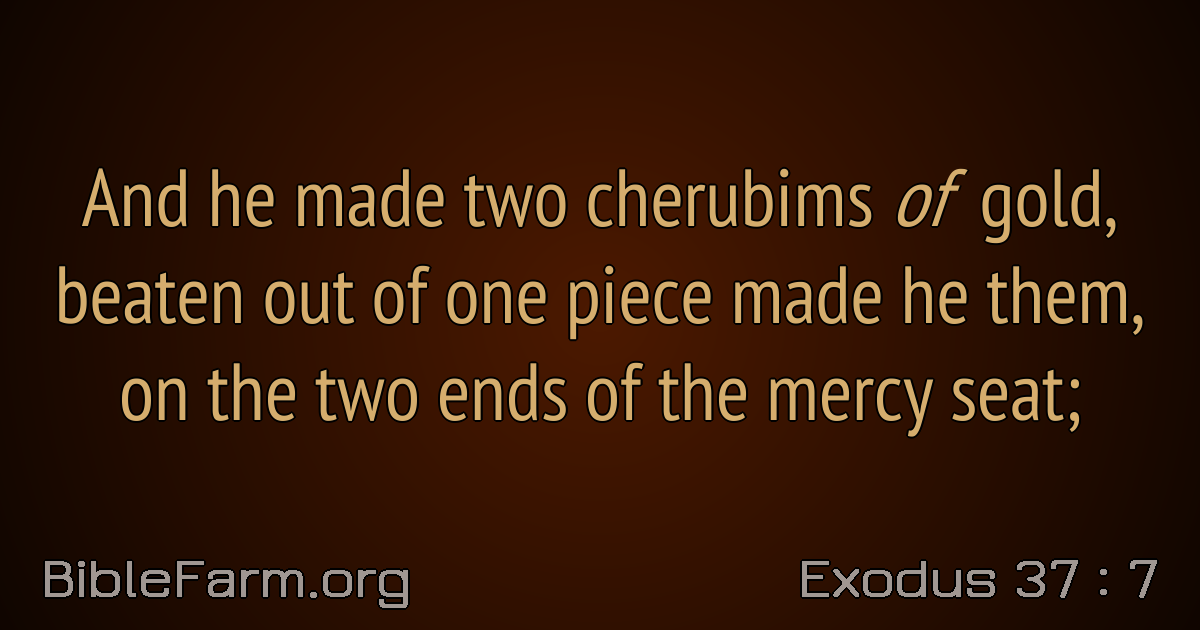 And he made two cherubims of gold,
beaten out of one piece made he them,
on the two ends of the mercy seat;
BibleFarm.org
Exodus 37 : 7